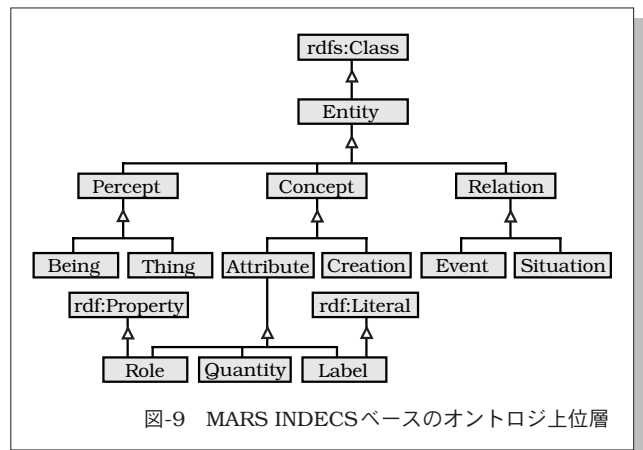 rdfs:Class
Entity
Percept Concept Relation
Being Thing Attribute Creation Event Situation
rdf:Property rdf:Literal
Role Quantity Label
図-9 MARS INDECSベースのオントロジ上位層